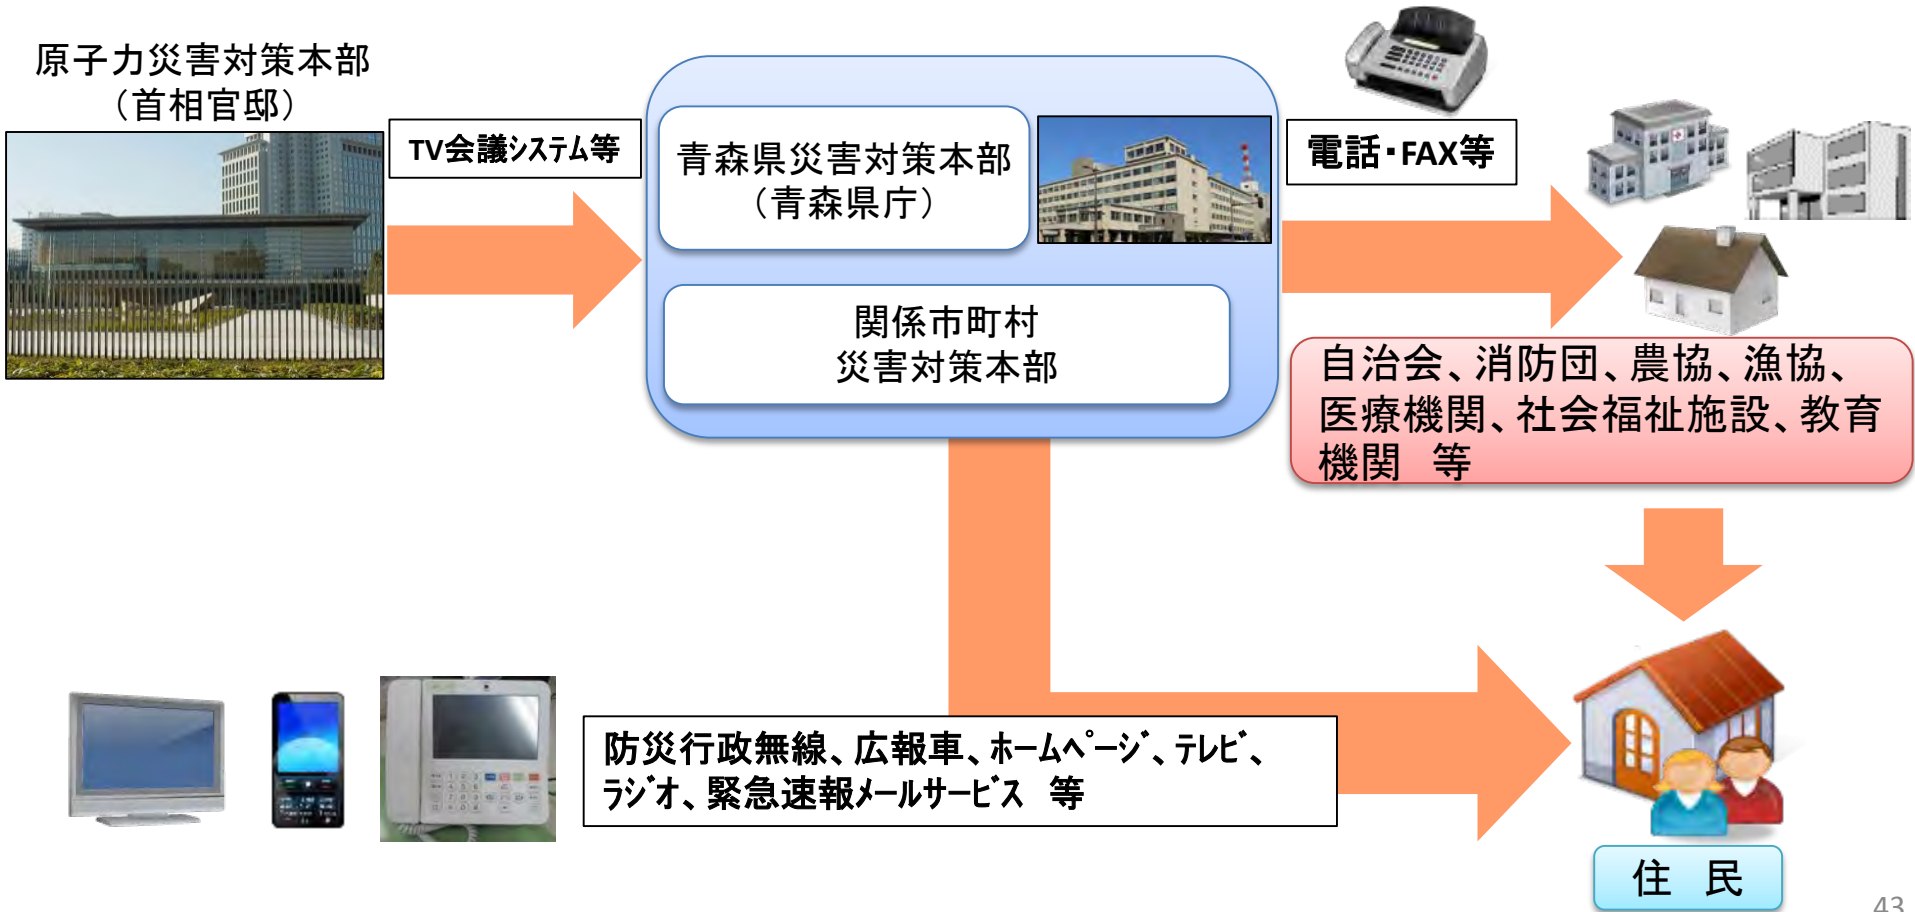 原子力災害対策本部
（首相官邸）
TV会議ｼｽﾃﾑ等
青森県災害対策本部
（青森県庁）
関係市町村
災害対策本部
電話・FAX等
自治会、消防団、農協、漁協、
医療機関、社会福祉施設、教育
機関　等
防災行政無線、広報車、ﾎｰﾑﾍﾟｰｼﾞ、ﾃﾚﾋﾞ、
ﾗｼﾞｵ、緊急速報ﾒｰﾙｻｰﾋﾞｽ　等
住　民
43